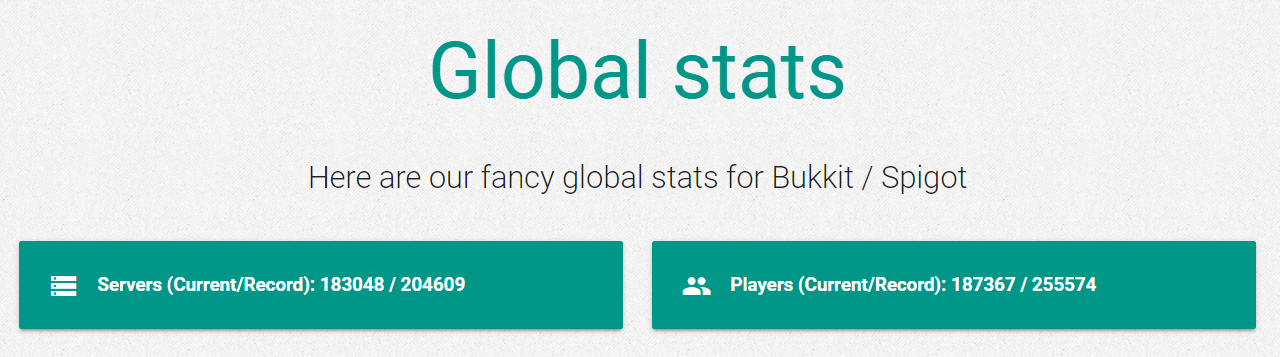 Global stats
Here are our fancy global stats for Bukkit / Spigot
Servers (Current/Record): 183048 / 204609
Players (Current/Record): 187367 / 255574